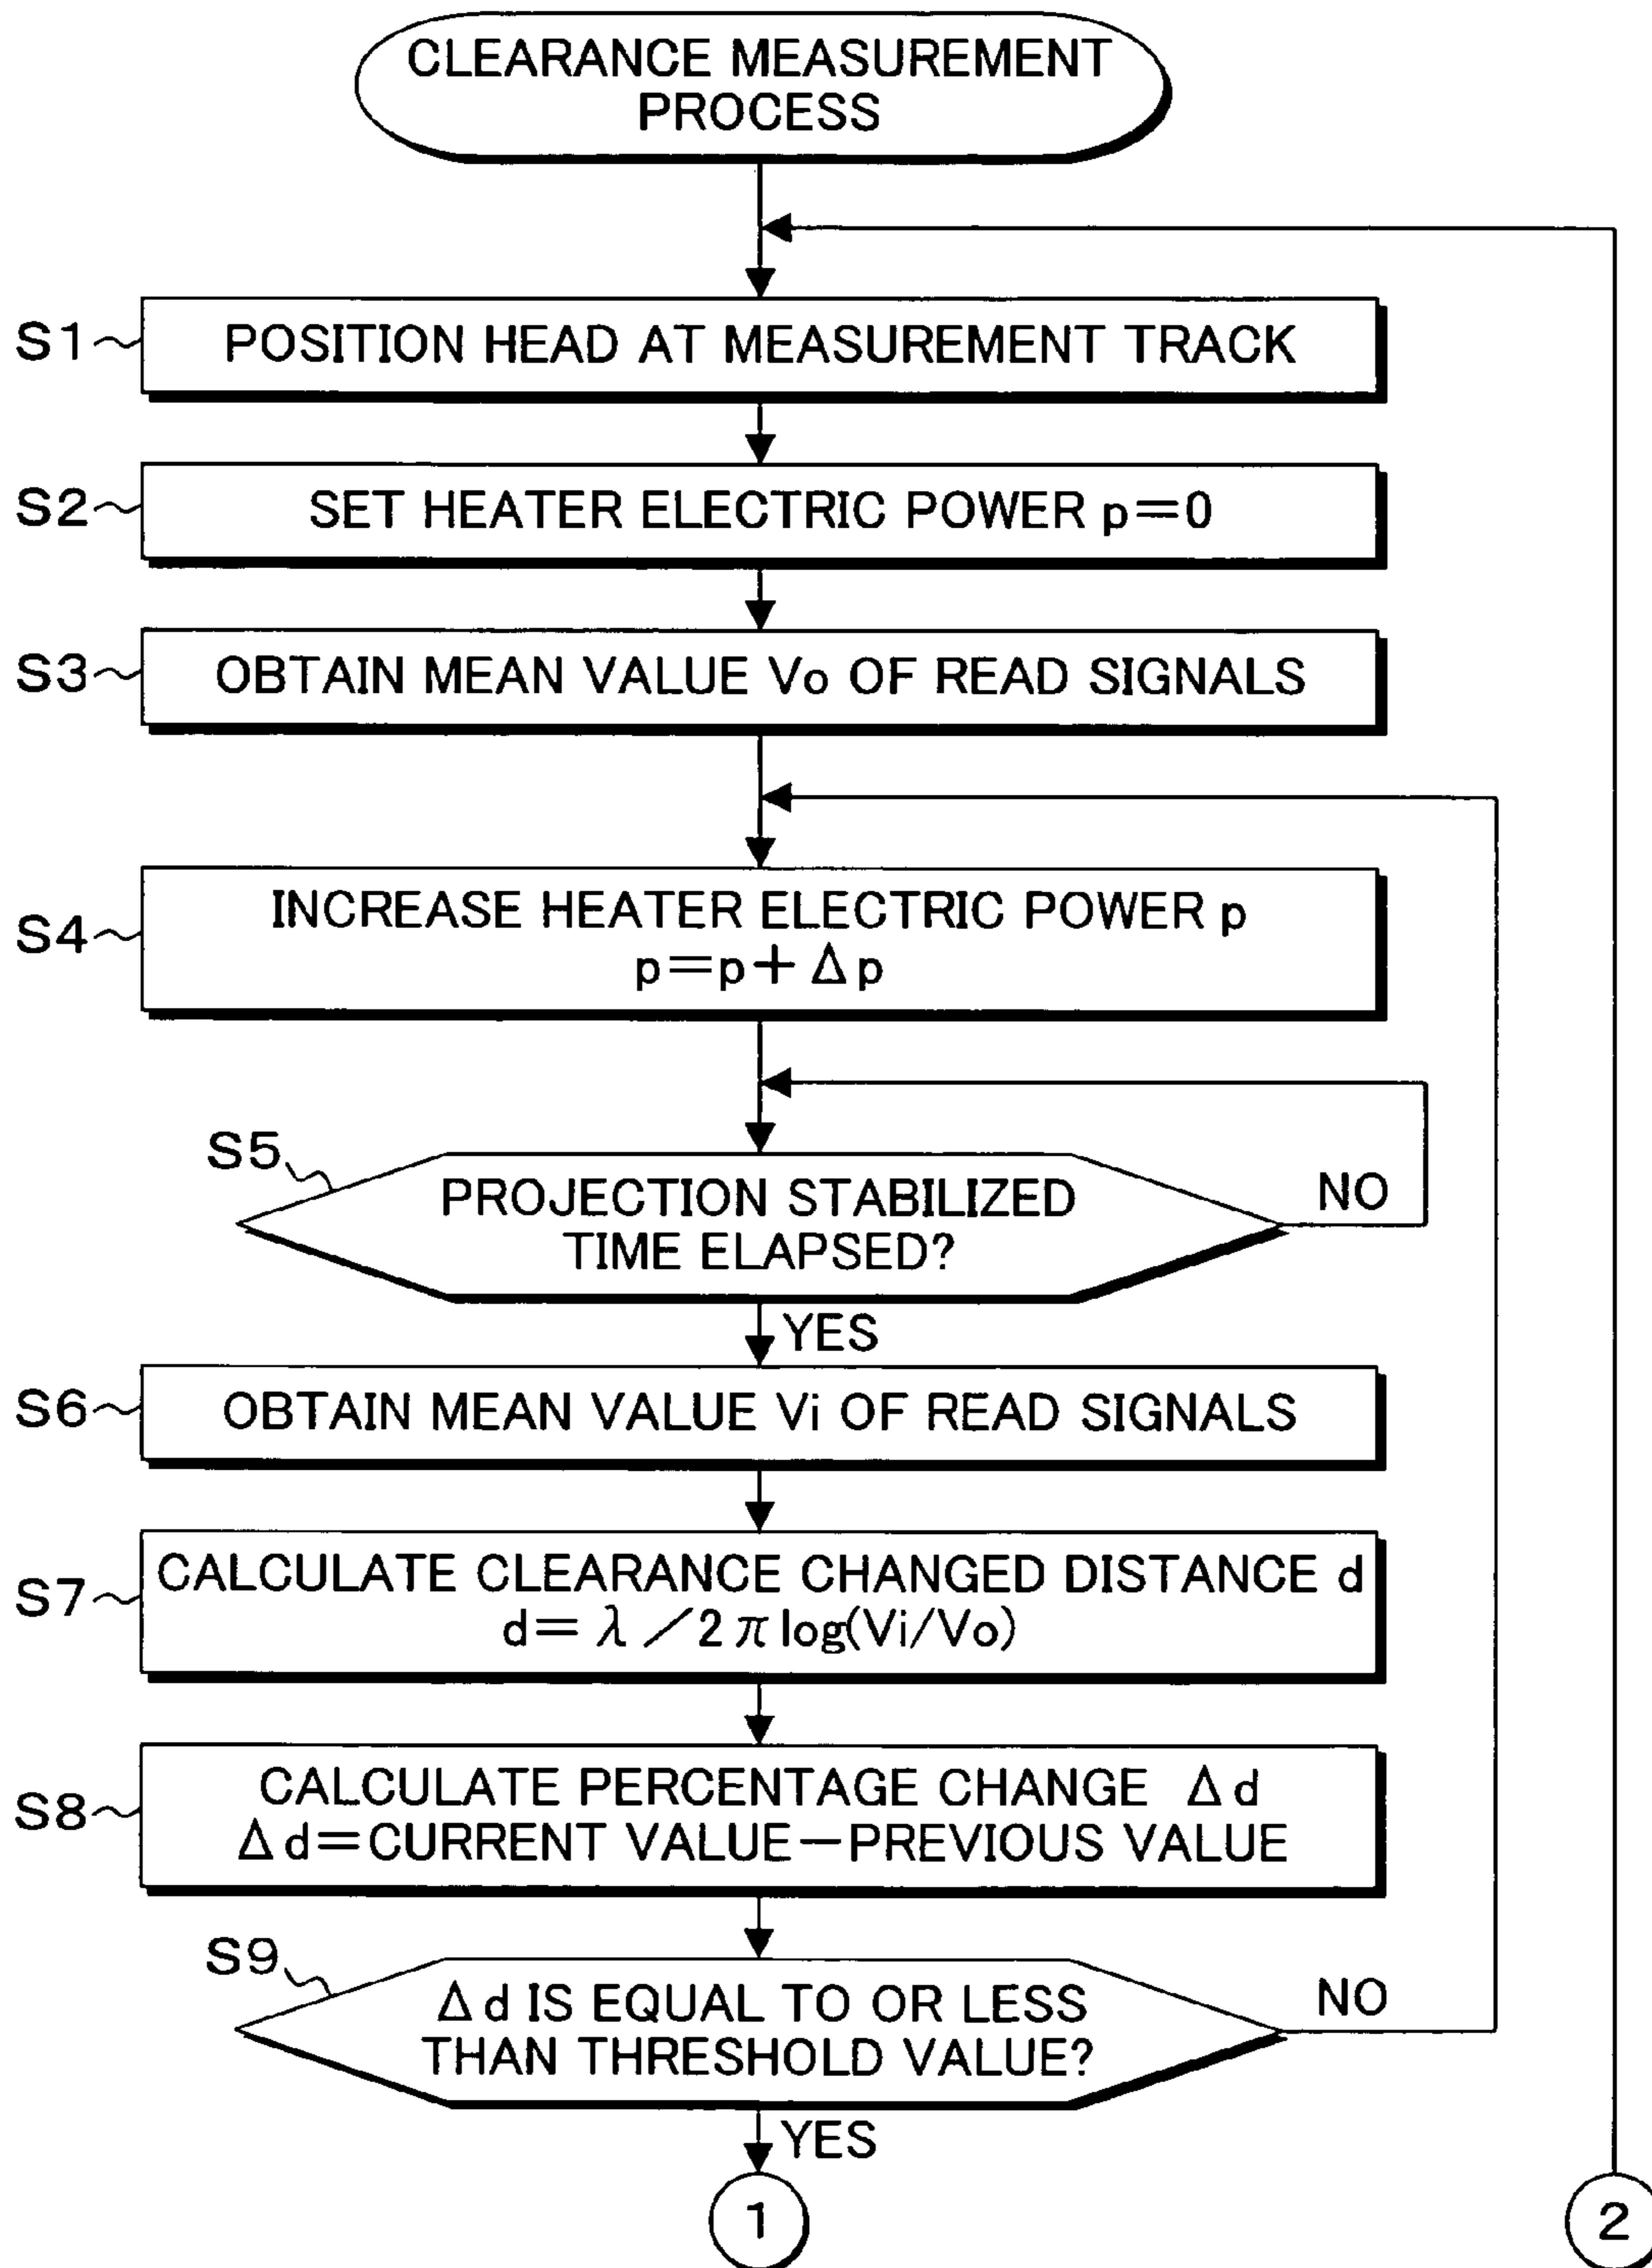 CLEARANCE MEASUREMENT
PROCESS
S1
POSITION HEAD AT MEASUREMENT TRACK
S2
SET HEATER ELECTRIC POWER p=0
S3
OBTAIN MEAN VALUE Vo OF READ SIGNALS
S4
INCREASE HEATER ELECTRIC POWER p
p=p+Δp
S5
PROJECTION STABILIZED
TIME ELAPSED?
NO
YES
S6
OBTAIN MEAN VALUE Vi OF READ SIGNALS
S7
CALCULATE CLEARANCE CHANGED DISTANCE d
d=λ/2π log(Vi/Vo)
S8
CALCULATE PERCENTAGE CHANGE Δd
Δd=CURRENT VALUE-PREVIOUS VALUE
S9
Δd IS EQUAL TO OR LESS
THAN THRESHOLD VALUE?
NO
YES
1
2